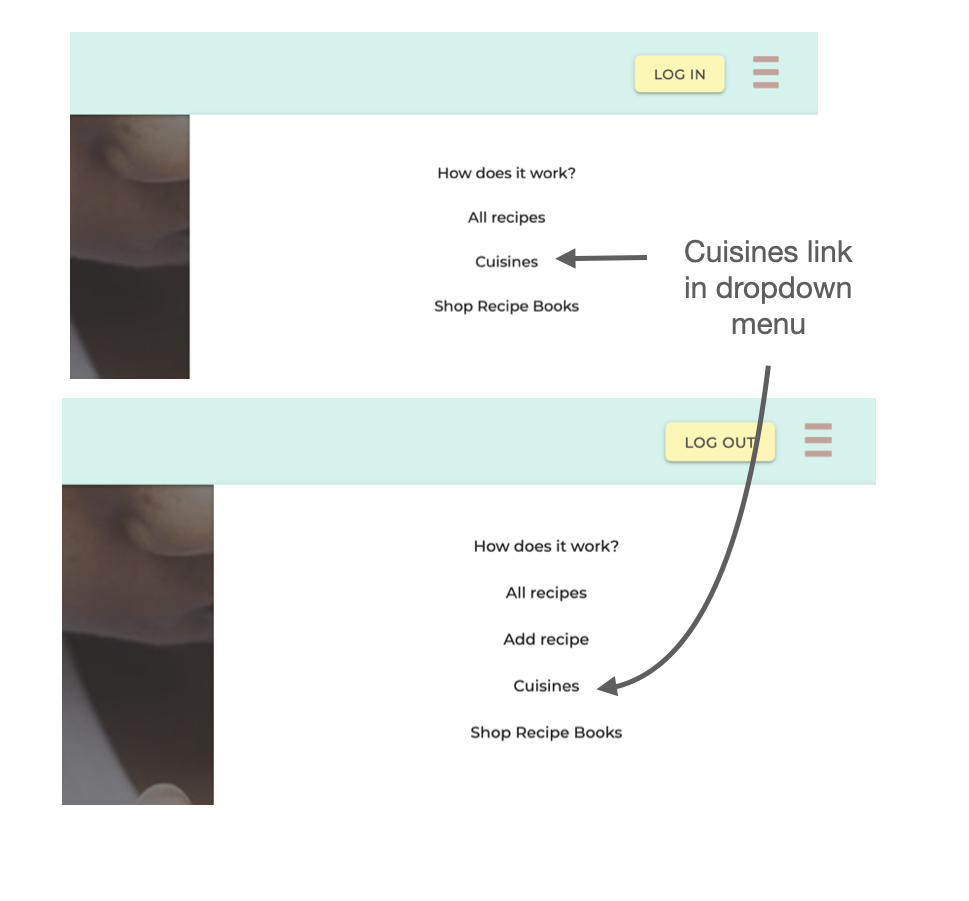 LOG IN
How does it work?
All recipes
Cuisines
Shop Recipe Books
Cuisines link
in dropdown
menu
LOG OUT
How does it work?
All recipes
Add recipe
Cuisines
Shop Recipe Books